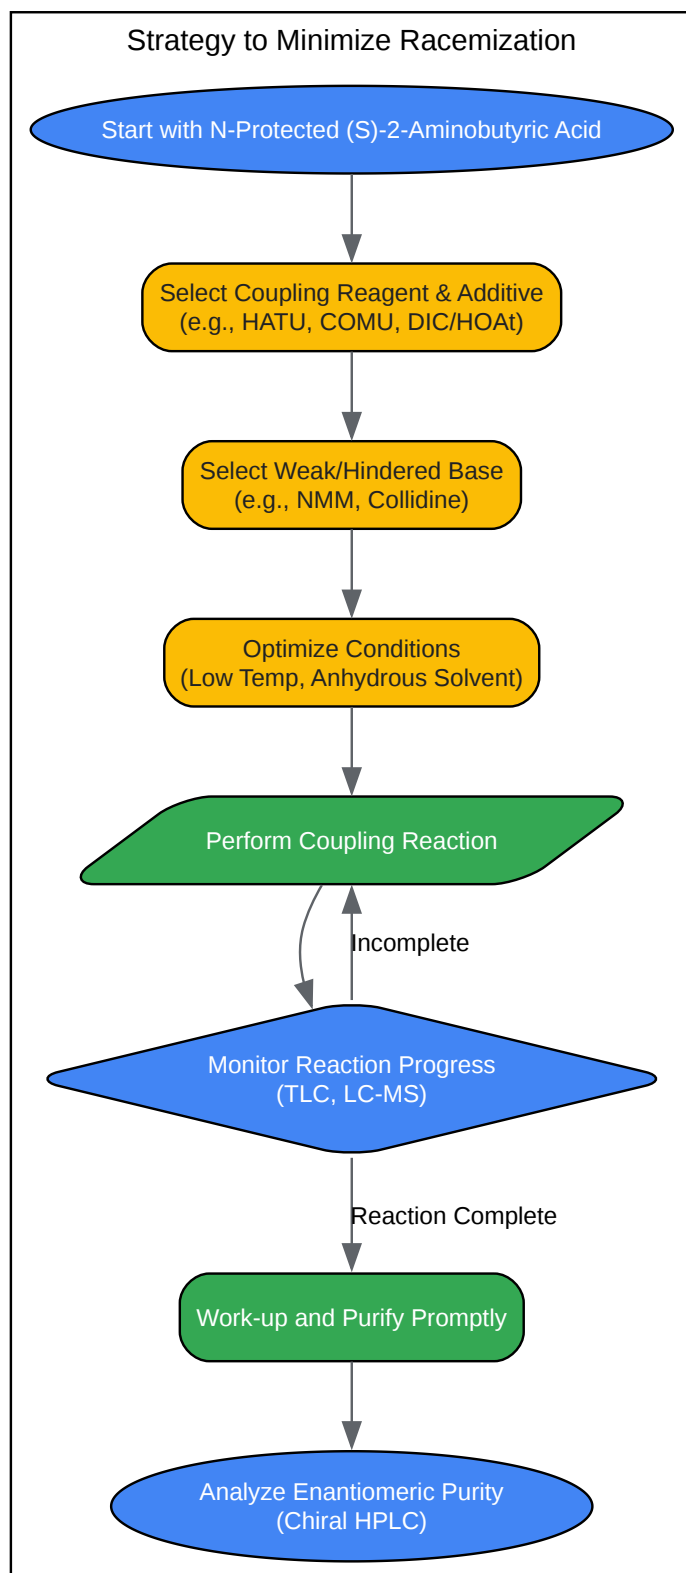 Strategy to Minimize Racemization
Start with N-Protected (S)-2-Aminobutyric Acid
Select Coupling Reagent & Additive
(e.g., HATU, COMU, DIC/HOAt)
Select Weak/Hindered Base
(e.g., NMM, Collidine)
Optimize Conditions
(Low Temp, Anhydrous Solvent)
Perform Coupling Reaction
Incomplete
Monitor Reaction Progress
(TLC, LC-MS)
Reaction Complete
Work-up and Purify Promptly
Analyze Enantiomeric Purity
(Chiral HPLC)